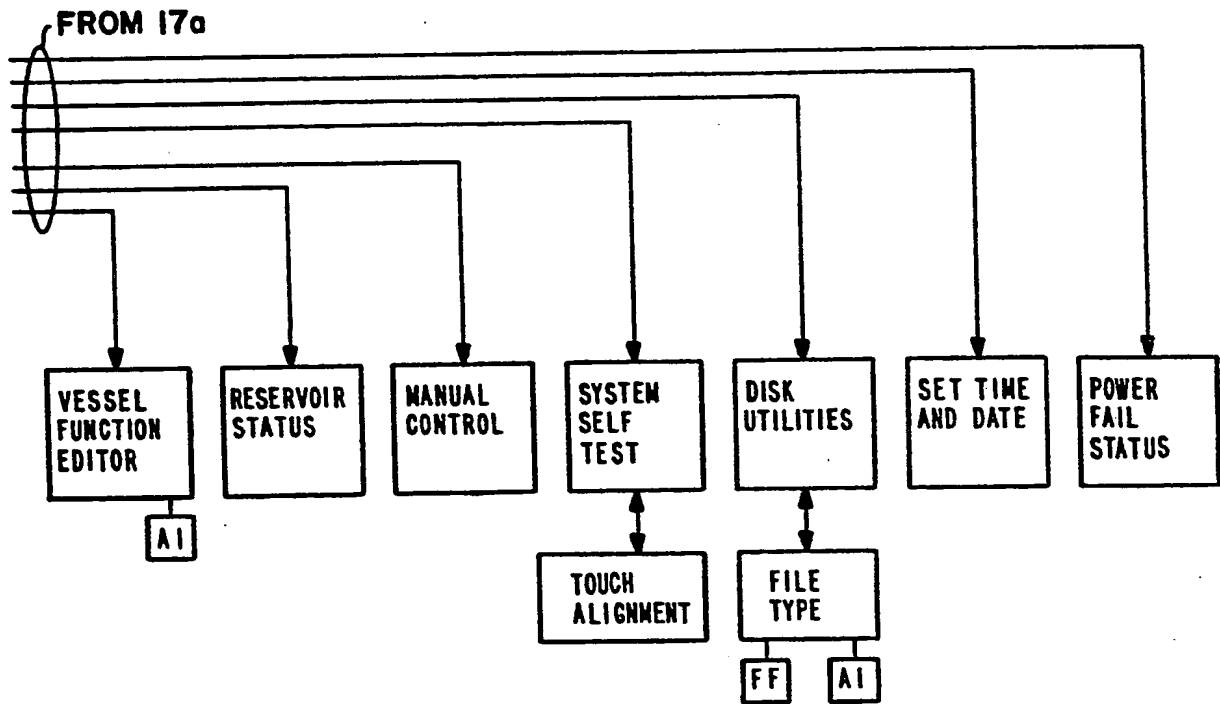 FROM 17a
VESSEL
FUNCTION
EDITOR
RESERVOIR
STATUS
MANUAL
CONTROL
SYSTEM
SELF
TEST
DISK
UTILITIES
SET TIME
AND DATE
POWER
FAIL
STATUS
AI
TOUCH
ALIGNMENT
FILE
TYPE
FF
AI